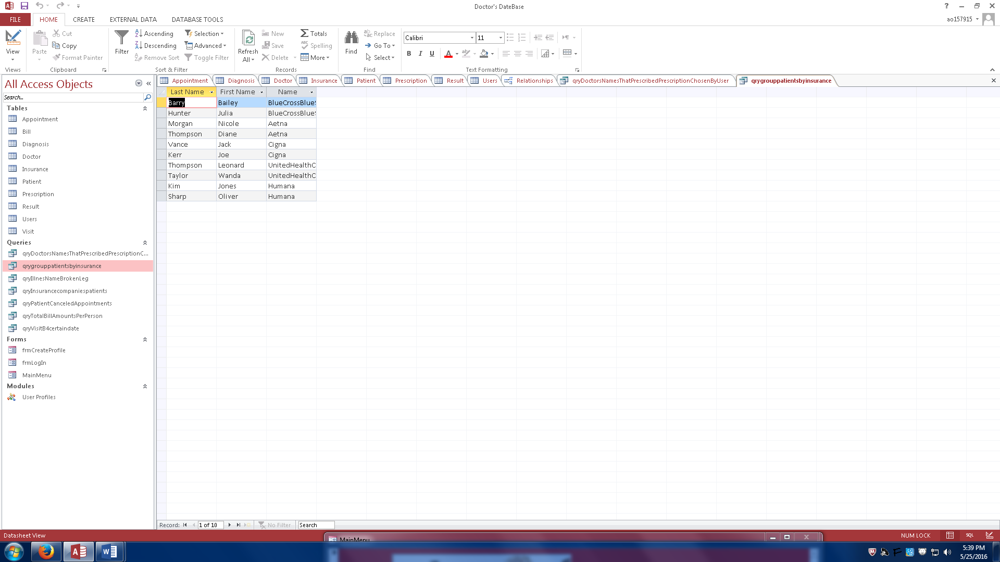 Doctor's DateBase
?
FILE HOME CREATE EXTERNAL DATA DATABASE TOOLS
ao157915
View
Views
Paste
Cut
Copy
Format Painter
Clipboard
Filter
Ascending
Descending
Remove Sort
Selection
Advanced
Toggle Filter
Sort & Filter
Refresh
All
New
Save
Delete
Totals
Spelling
More
Records
Find
Replace
Go To
Select
Find
Calibri 11
B I U
Text Formatting
All Access Objects
Search...
Tables
Appointment
Bill
Diagnosis
Doctor
Insurance
Patient
Prescription
Result
Users
Visit
Queries
qryDoctorsNamesThatPrescribedPrescriptionC...
qrygrouppatientsbyinsurance
qryIllnesNameBrokenLeg
qryInsurancecompaniespatients
qryPatientCanceledAppointments
qryTotalBillAmountsPerPerson
qryVisitB4certaindate
Forms
frmCreateProfile
frmLogIn
MainMenu
Modules
User Profiles
Appointment Diagnosis Doctor Insurance Patient Prescription Result Users Relationships qryDoctorsNamesThatPrescribedPrescriptionChosenByUser qrygrouppatientsbyinsurance
Last Name First Name Name
Barry Bailey BlueCrossBlue
Hunter Julia BlueCrossBlue
Morgan Nicole Aetna
Thompson Diane Aetna
Vance Jack Cigna
Kerr Joe Cigna
Thompson Leonard UnitedHealthC
Taylor Wanda UnitedHealthC
Kim Jones Humana
Sharp Oliver Humana
Record: 1 of 10 No Filter Search
Datasheet View
NUM LOCK SQL
MainMenu
5:39 PM
5/25/2016